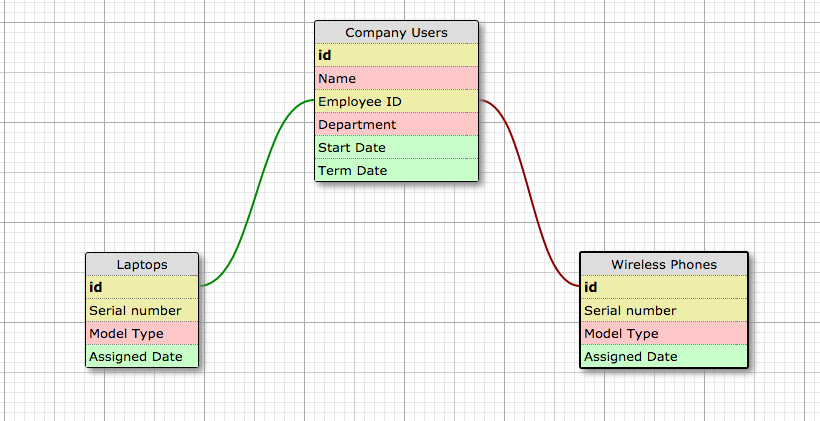 Company Users
id
Name
Employee ID
Department
Start Date
Term Date
Laptops
id
Serial number
Model Type
Assigned Date
Wireless Phones
id
Serial number
Model Type
Assigned Date